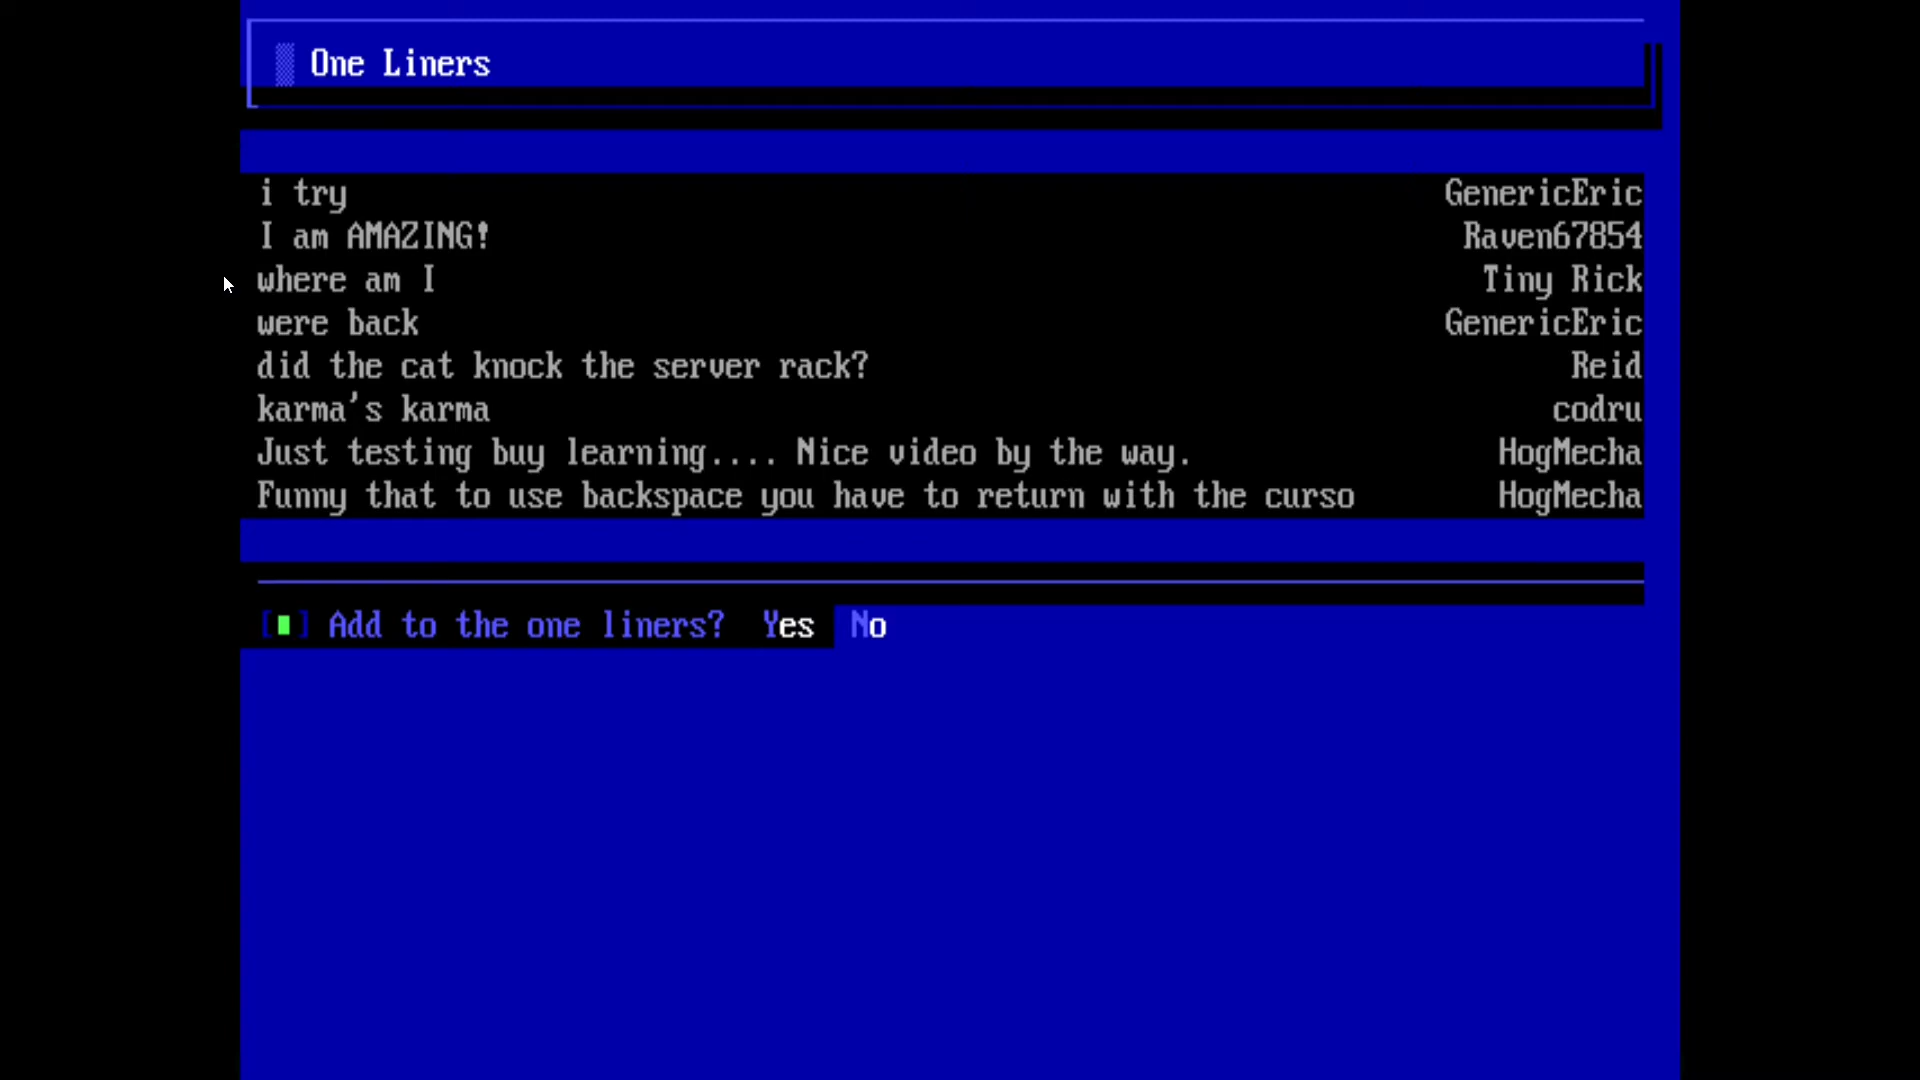 One Liners
i try GenericEric
I am AMAZING! Raven67854
where am I Tiny Rick
were back GenericEric
did the cat knock the server rack? Reid
karma's karma codru
Just testing buy learning.... Nice video by the way. HogMecha
Funny that to use backspace you have to return with the curso HogMecha
[▪] Add to the one liners? Yes No